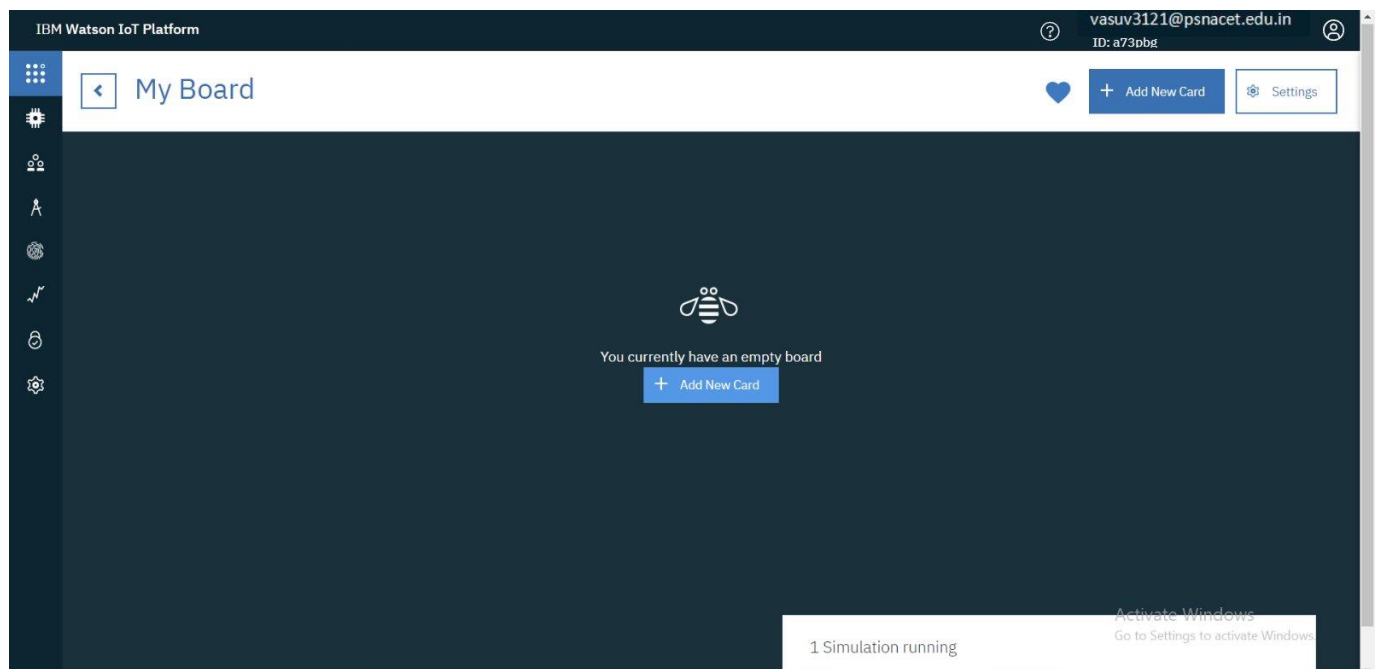 IBM Watson IoT Platform
vasuv3121@psnacet.edu.in
ID: a73pbg
My Board
+ Add New Card
Settings
You currently have an empty board
+ Add New Card
Activate Windows
Go to Settings to activate Windows.
1 Simulation running